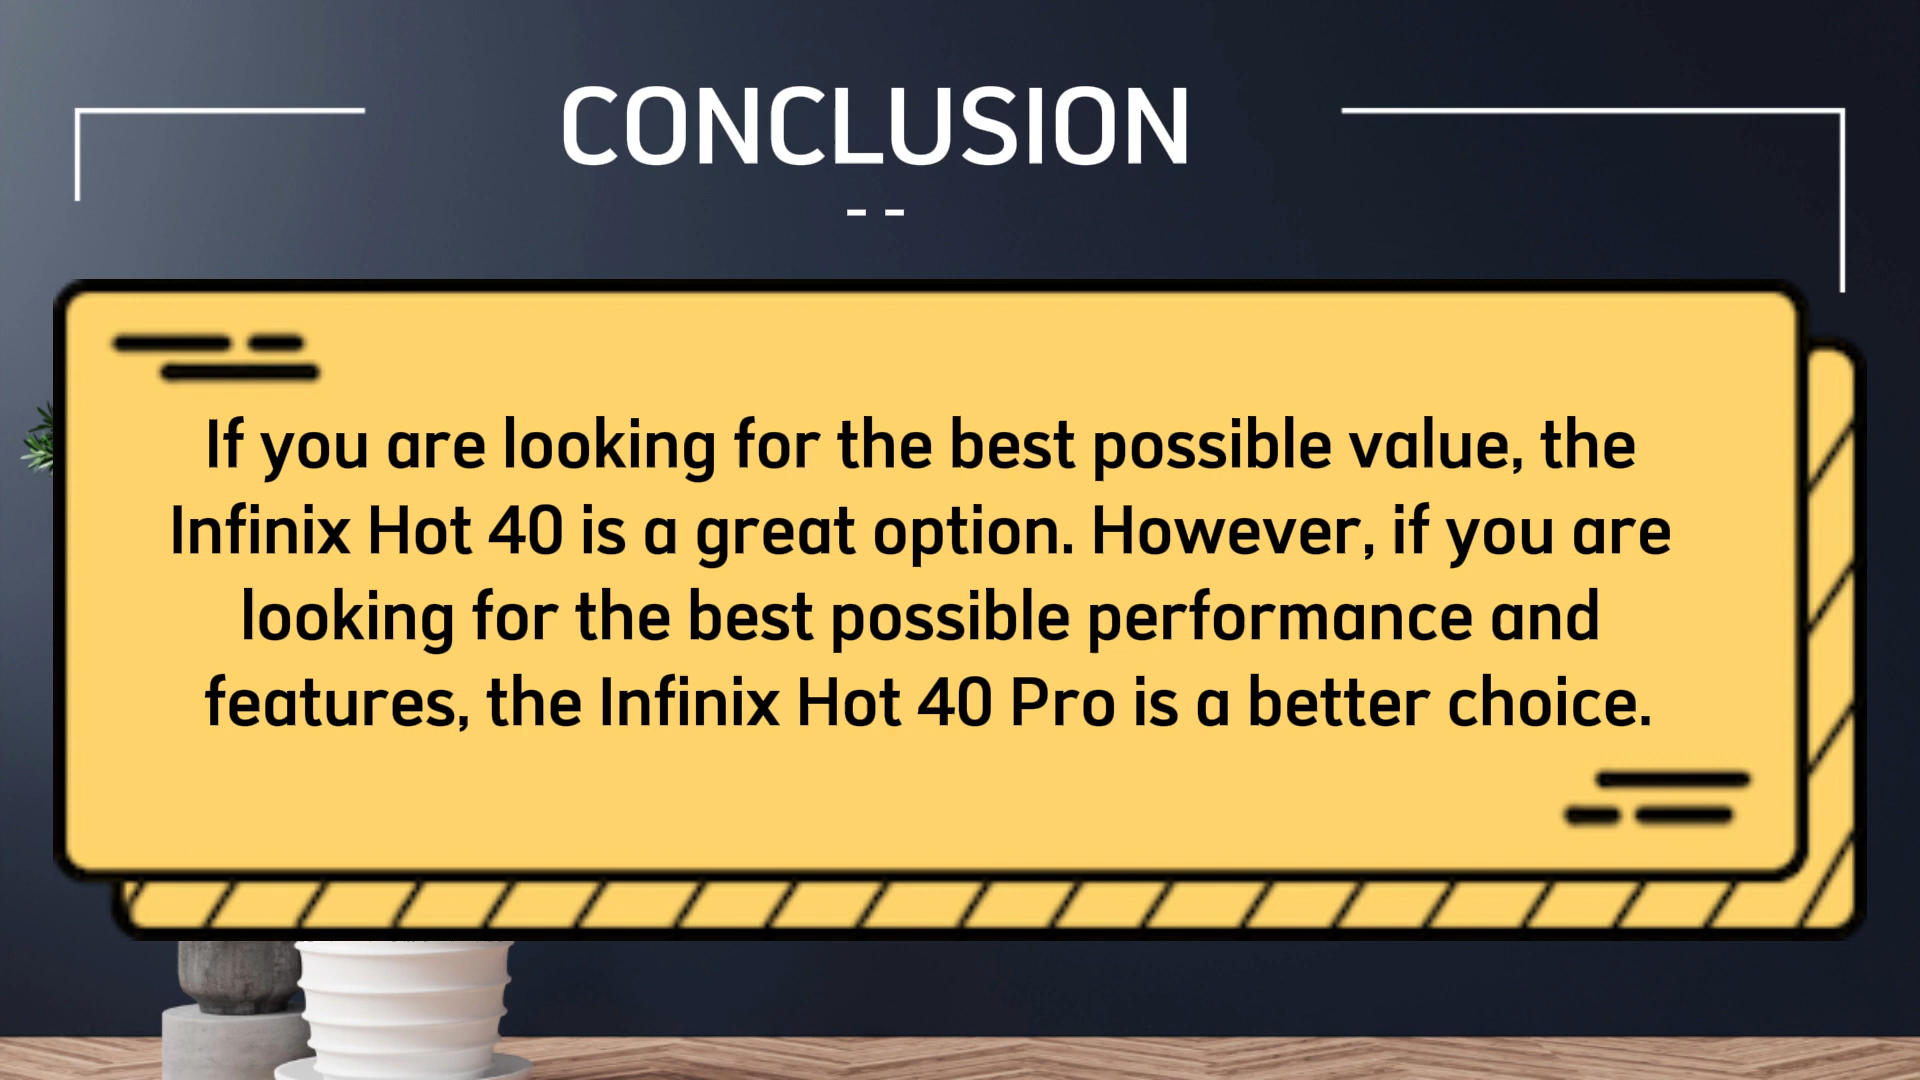 CONCLUSION
--
If you are looking for the best possible value, the
Infinix Hot 40 is a great option. However, if you are
looking for the best possible performance and
features, the Infinix Hot 40 Pro is a better choice.